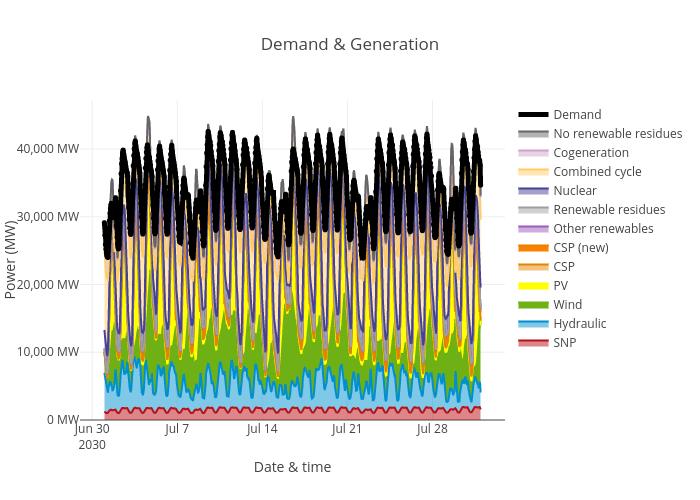 Demand & Generation
Power (MW)
40,000 MW
30,000 MW
20,000 MW
10,000 MW
0 MW
Jun 30
2030
Jul 7
Jul 14
Jul 21
Jul 28
Date & time
Demand
No renewable residues
Cogeneration
Combined cycle
Nuclear
Renewable residues
Other renewables
CSP (new)
CSP
PV
Wind
Hydraulic
SNP